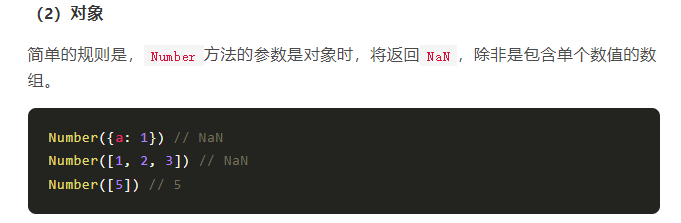 （2）对象
简单的规则是， Number 方法的参数是对象时，将返回 NaN ，除非是包含单个数值的数
组。
Number({a: 1}) // NaN
Number([1, 2, 3]) // NaN
Number([5]) // 5